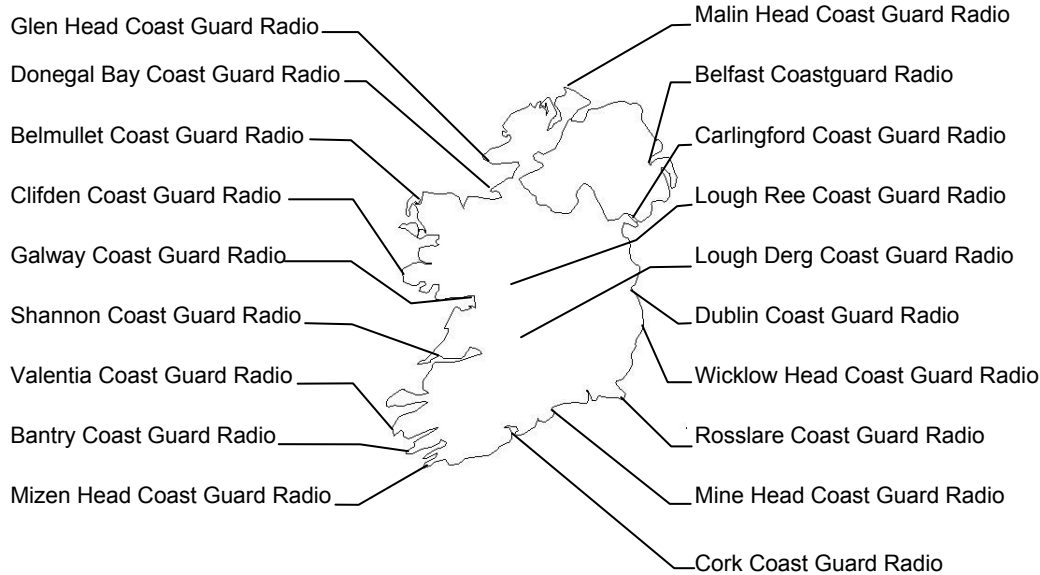 Glen Head Coast Guard Radio
Donegal Bay Coast Guard Radio
Belmullet Coast Guard Radio
Clifden Coast Guard Radio
Galway Coast Guard Radio
Shannon Coast Guard Radio
Valentia Coast Guard Radio
Bantry Coast Guard Radio
Mizen Head Coast Guard Radio
Malin Head Coast Guard Radio
Belfast Coastguard Radio
Carlingford Coast Guard Radio
Lough Ree Coast Guard Radio
Lough Derg Coast Guard Radio
Dublin Coast Guard Radio
Wicklow Head Coast Guard Radio
Rosslare Coast Guard Radio
Mine Head Coast Guard Radio
Cork Coast Guard Radio